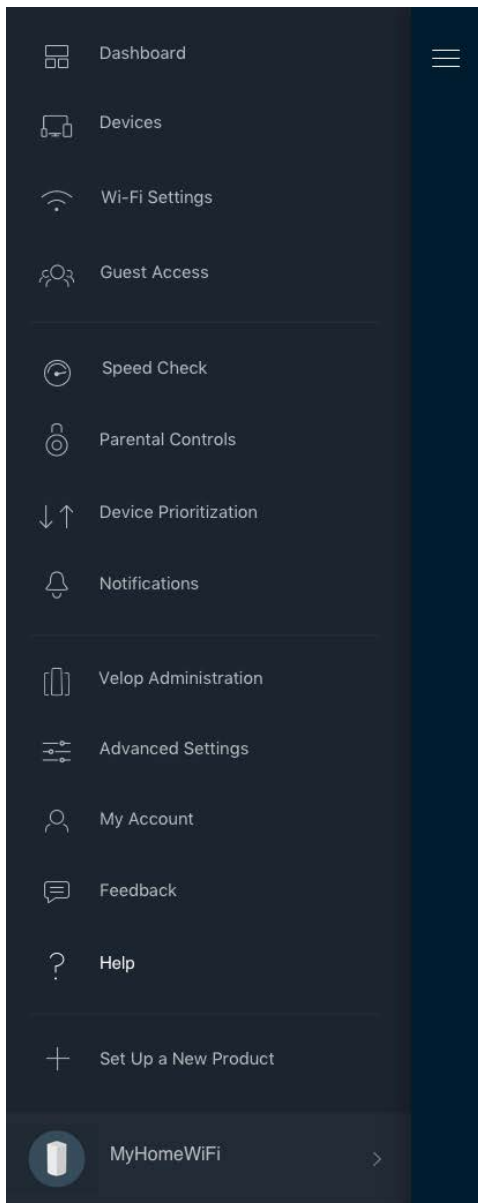 Dashboard
Devices
Wi-Fi Settings
Guest Access
Speed Check
Parental Controls
Device Prioritization
Notifications
Velop Administration
Advanced Settings
My Account
Feedback
Help
Set Up a New Product
MyHomeWiFi